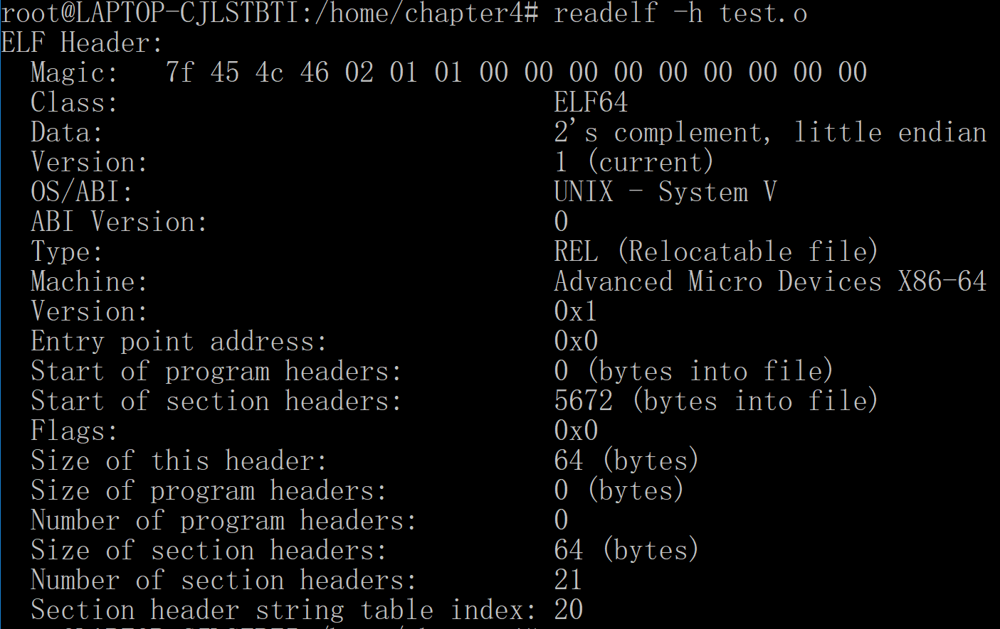 root@LAPTOP-CJLSTBTI:/home/chapter4# readelf -h test.o
ELF Header:
  Magic:   7f 45 4c 46 02 01 01 00 00 00 00 00 00 00 00 00
  Class:                             ELF64
  Data:                              2's complement, little endian
  Version:                           1 (current)
  OS/ABI:                            UNIX - System V
  ABI Version:                       0
  Type:                              REL (Relocatable file)
  Machine:                           Advanced Micro Devices X86-64
  Version:                           0x1
  Entry point address:               0x0
  Start of program headers:          0 (bytes into file)
  Start of section headers:          5672 (bytes into file)
  Flags:                             0x0
  Size of this header:               64 (bytes)
  Size of program headers:           0 (bytes)
  Number of program headers:         0
  Size of section headers:           64 (bytes)
  Number of section headers:         21
  Section header string table index: 20